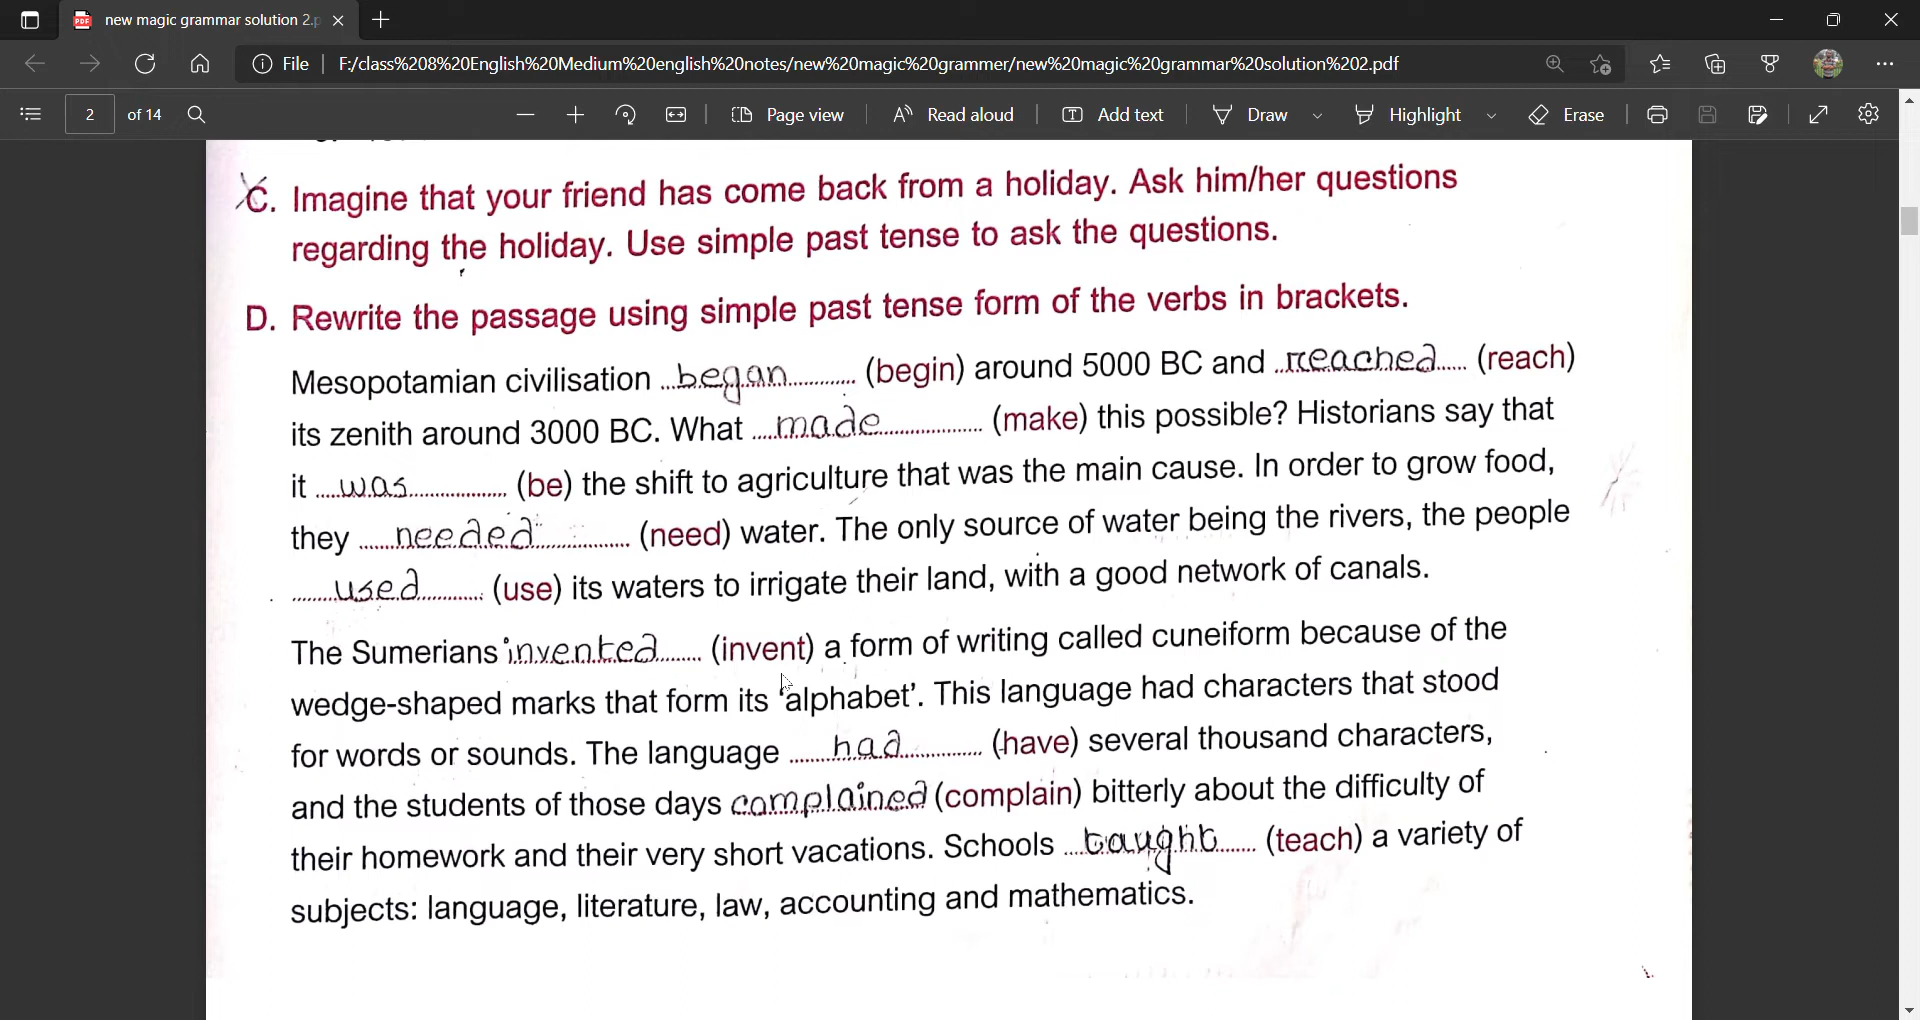 new magic grammar solution 2.p
File F:/class%208%20English%20Medium%20english%20notes/new%20magic%20grammer/new%20magic%20grammar%20solution%202.pdf
2 of 14 Page view Read aloud Add text Draw Highlight Erase
C. Imagine that your friend has come back from a holiday. Ask him/her questions
regarding the holiday. Use simple past tense to ask the questions.
D. Rewrite the passage using simple past tense form of the verbs in brackets.
Mesopotamian civilisation began (begin) around 5000 BC and reached (reach)
its zenith around 3000 BC. What made (make) this possible? Historians say that
it was (be) the shift to agriculture that was the main cause. In order to grow food,
they needed (need) water. The only source of water being the rivers, the people
used (use) its waters to irrigate their land, with a good network of canals.
The Sumerians invented (invent) a form of writing called cuneiform because of the
wedge-shaped marks that form its 'alphabet'. This language had characters that stood
for words or sounds. The language had (have) several thousand characters,
and the students of those days complained (complain) bitterly about the difficulty of
their homework and their very short vacations. Schools taught (teach) a variety of
subjects: language, literature, law, accounting and mathematics.